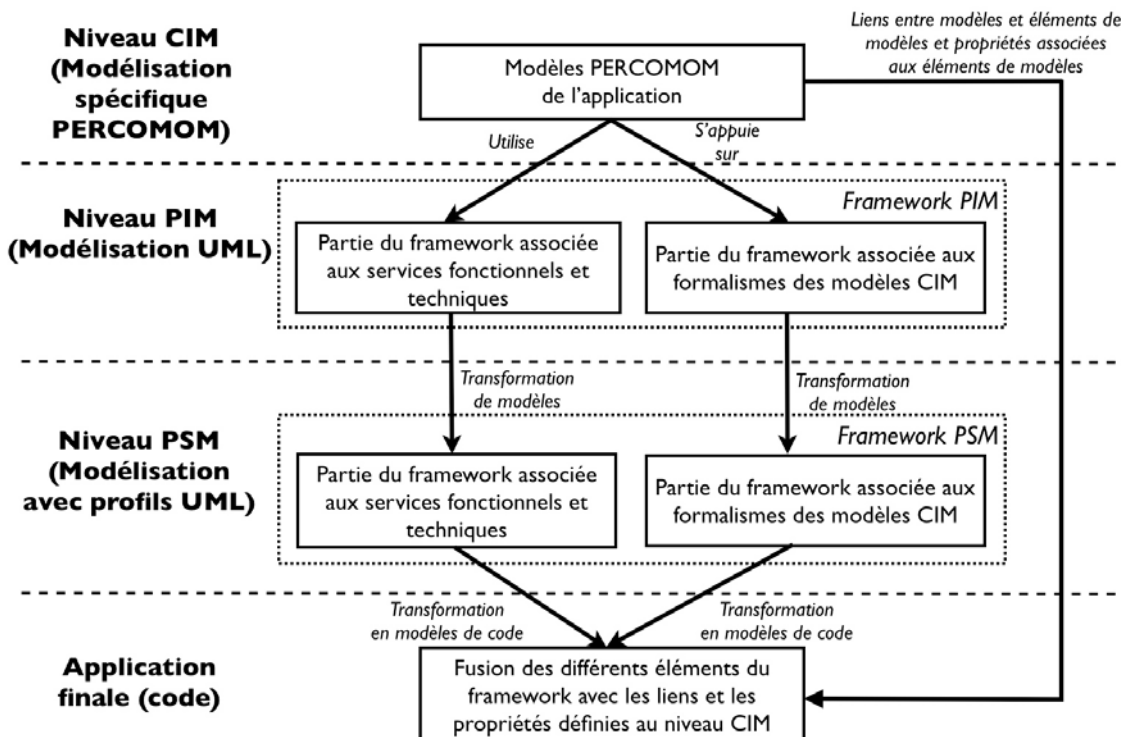 Niveau CIM
(Modélisation
spécifique
PERCOMOM)
Modèles PERCOMOM
de l'application
Liens entre modèles et éléments de
modèles et propriétés associées
aux éléments de modèles
Utilise
S'appuie
sur
Niveau PIM
(Modélisation UML)
Framework PIM
Partie du framework associée
aux services fonctionnels et
techniques
Partie du framework associée aux
formalismes des modèles CIM
Transformation
de modèles
Transformation
de modèles
Niveau PSM
(Modélisation
avec profils UML)
Framework PSM
Partie du framework associée
aux services fonctionnels et
techniques
Partie du framework associée aux
formalismes des modèles CIM
Transformation
en modèles de code
Transformation
en modèles de code
Application
finale (code)
Fusion des différents éléments du
framework avec les liens et les
propriétés définies au niveau CIM